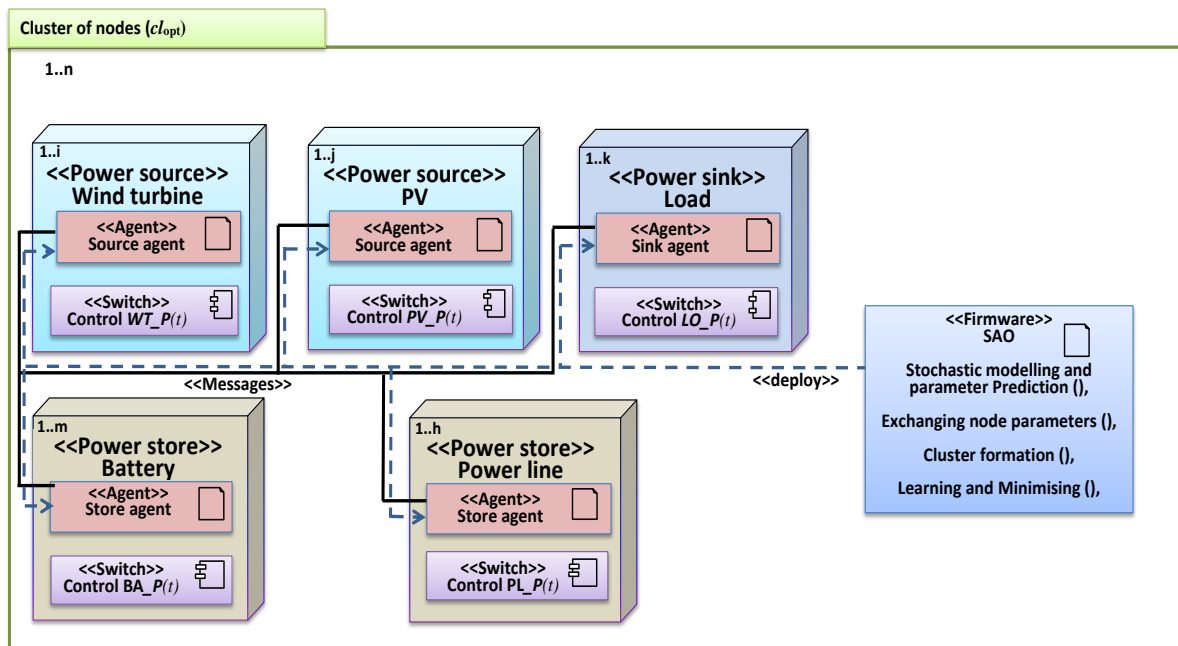 Cluster of nodes (clopt)
1..n
1..i
<<Power source>>
Wind turbine
<<Agent>>
Source agent
<<Switch>>
Control WT_P(t)
1..j
<<Power source>>
PV
<<Agent>>
Source agent
<<Switch>>
Control PV_P(t)
1..k
<<Power sink>>
Load
<<Agent>>
Sink agent
<<Switch>>
Control LO_P(t)
<<Messages>>
<<deploy>>
<<Firmware>>
SAO
Stochastic modelling and
parameter Prediction (),
Exchanging node parameters (),
Cluster formation (),
Learning and Minimising (),
1..m
<<Power store>>
Battery
<<Agent>>
Store agent
<<Switch>>
Control BA_P(t)
1..h
<<Power store>>
Power line
<<Agent>>
Store agent
<<Switch>>
Control PL_P(t)